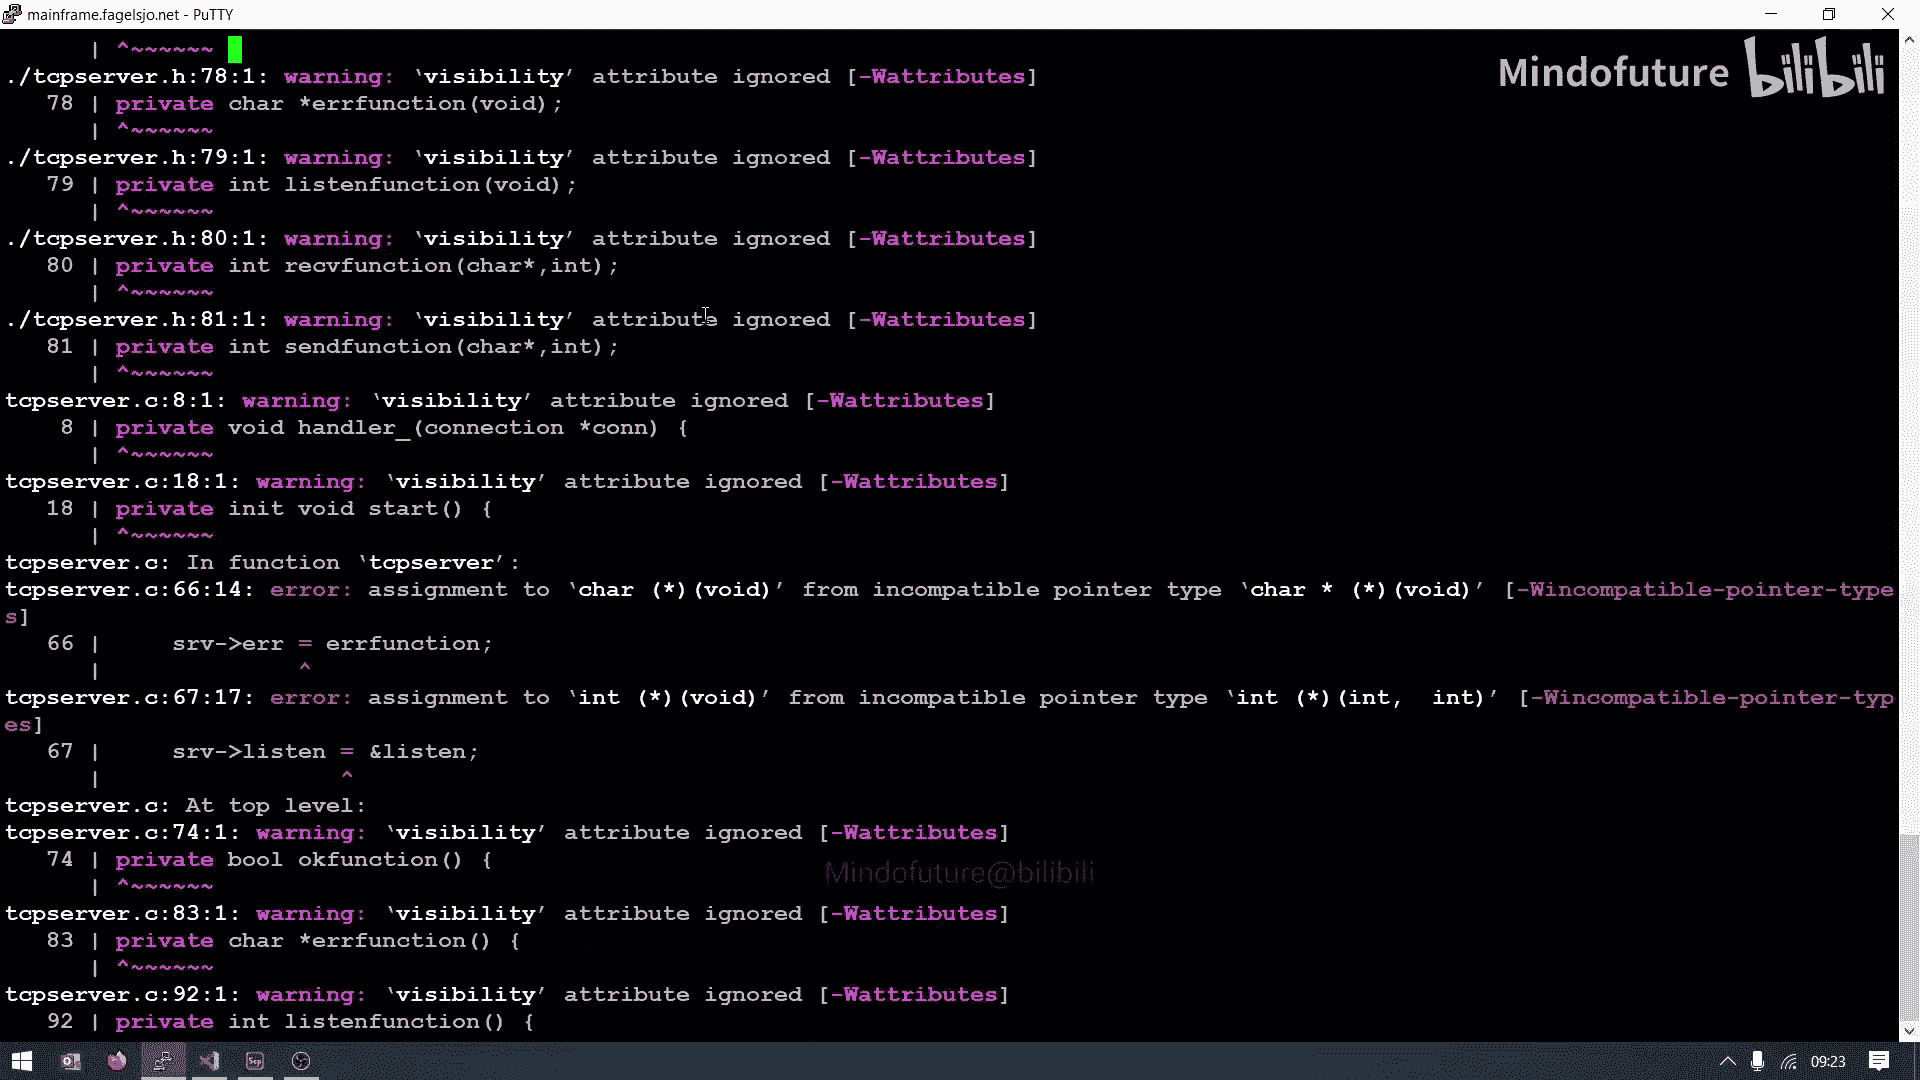 mainframe.fagelsjo.net - PuTTY
| ^~~~~~~
./tcpserver.h:78:1: warning: ‘visibility’ attribute ignored [-Wattributes]
78 | private char *errfunction(void);
| ^~~~~~~
./tcpserver.h:79:1: warning: ‘visibility’ attribute ignored [-Wattributes]
79 | private int listenfunction(void);
| ^~~~~~~
./tcpserver.h:80:1: warning: ‘visibility’ attribute ignored [-Wattributes]
80 | private int recvfunction(char*,int);
| ^~~~~~~
./tcpserver.h:81:1: warning: ‘visibility’ attribute ignored [-Wattributes]
81 | private int sendfunction(char*,int);
| ^~~~~~~
tcpserver.c:8:1: warning: ‘visibility’ attribute ignored [-Wattributes]
8 | private void handler_(connection *conn) {
| ^~~~~~~
tcpserver.c:18:1: warning: ‘visibility’ attribute ignored [-Wattributes]
18 | private init void start() {
| ^~~~~~~
tcpserver.c: In function ‘tcpserver’:
tcpserver.c:66:14: error: assignment to ‘char (*)(void)’ from incompatible pointer type ‘char * (*)(void)’ [-Wincompatible-pointer-type
s]
66 | srv->err = errfunction;
| ^
tcpserver.c:67:17: error: assignment to ‘int (*)(void)’ from incompatible pointer type ‘int (*)(int,  int)’ [-Wincompatible-pointer-typ
es]
67 | srv->listen = &listen;
| ^
tcpserver.c: At top level:
tcpserver.c:74:1: warning: ‘visibility’ attribute ignored [-Wattributes]
74 | private bool okfunction() {
| ^~~~~~~
tcpserver.c:83:1: warning: ‘visibility’ attribute ignored [-Wattributes]
83 | private char *errfunction() {
| ^~~~~~~
tcpserver.c:92:1: warning: ‘visibility’ attribute ignored [-Wattributes]
92 | private int listenfunction() {
Mindofuture bilibili
Mindofuture@bilibili
09:23